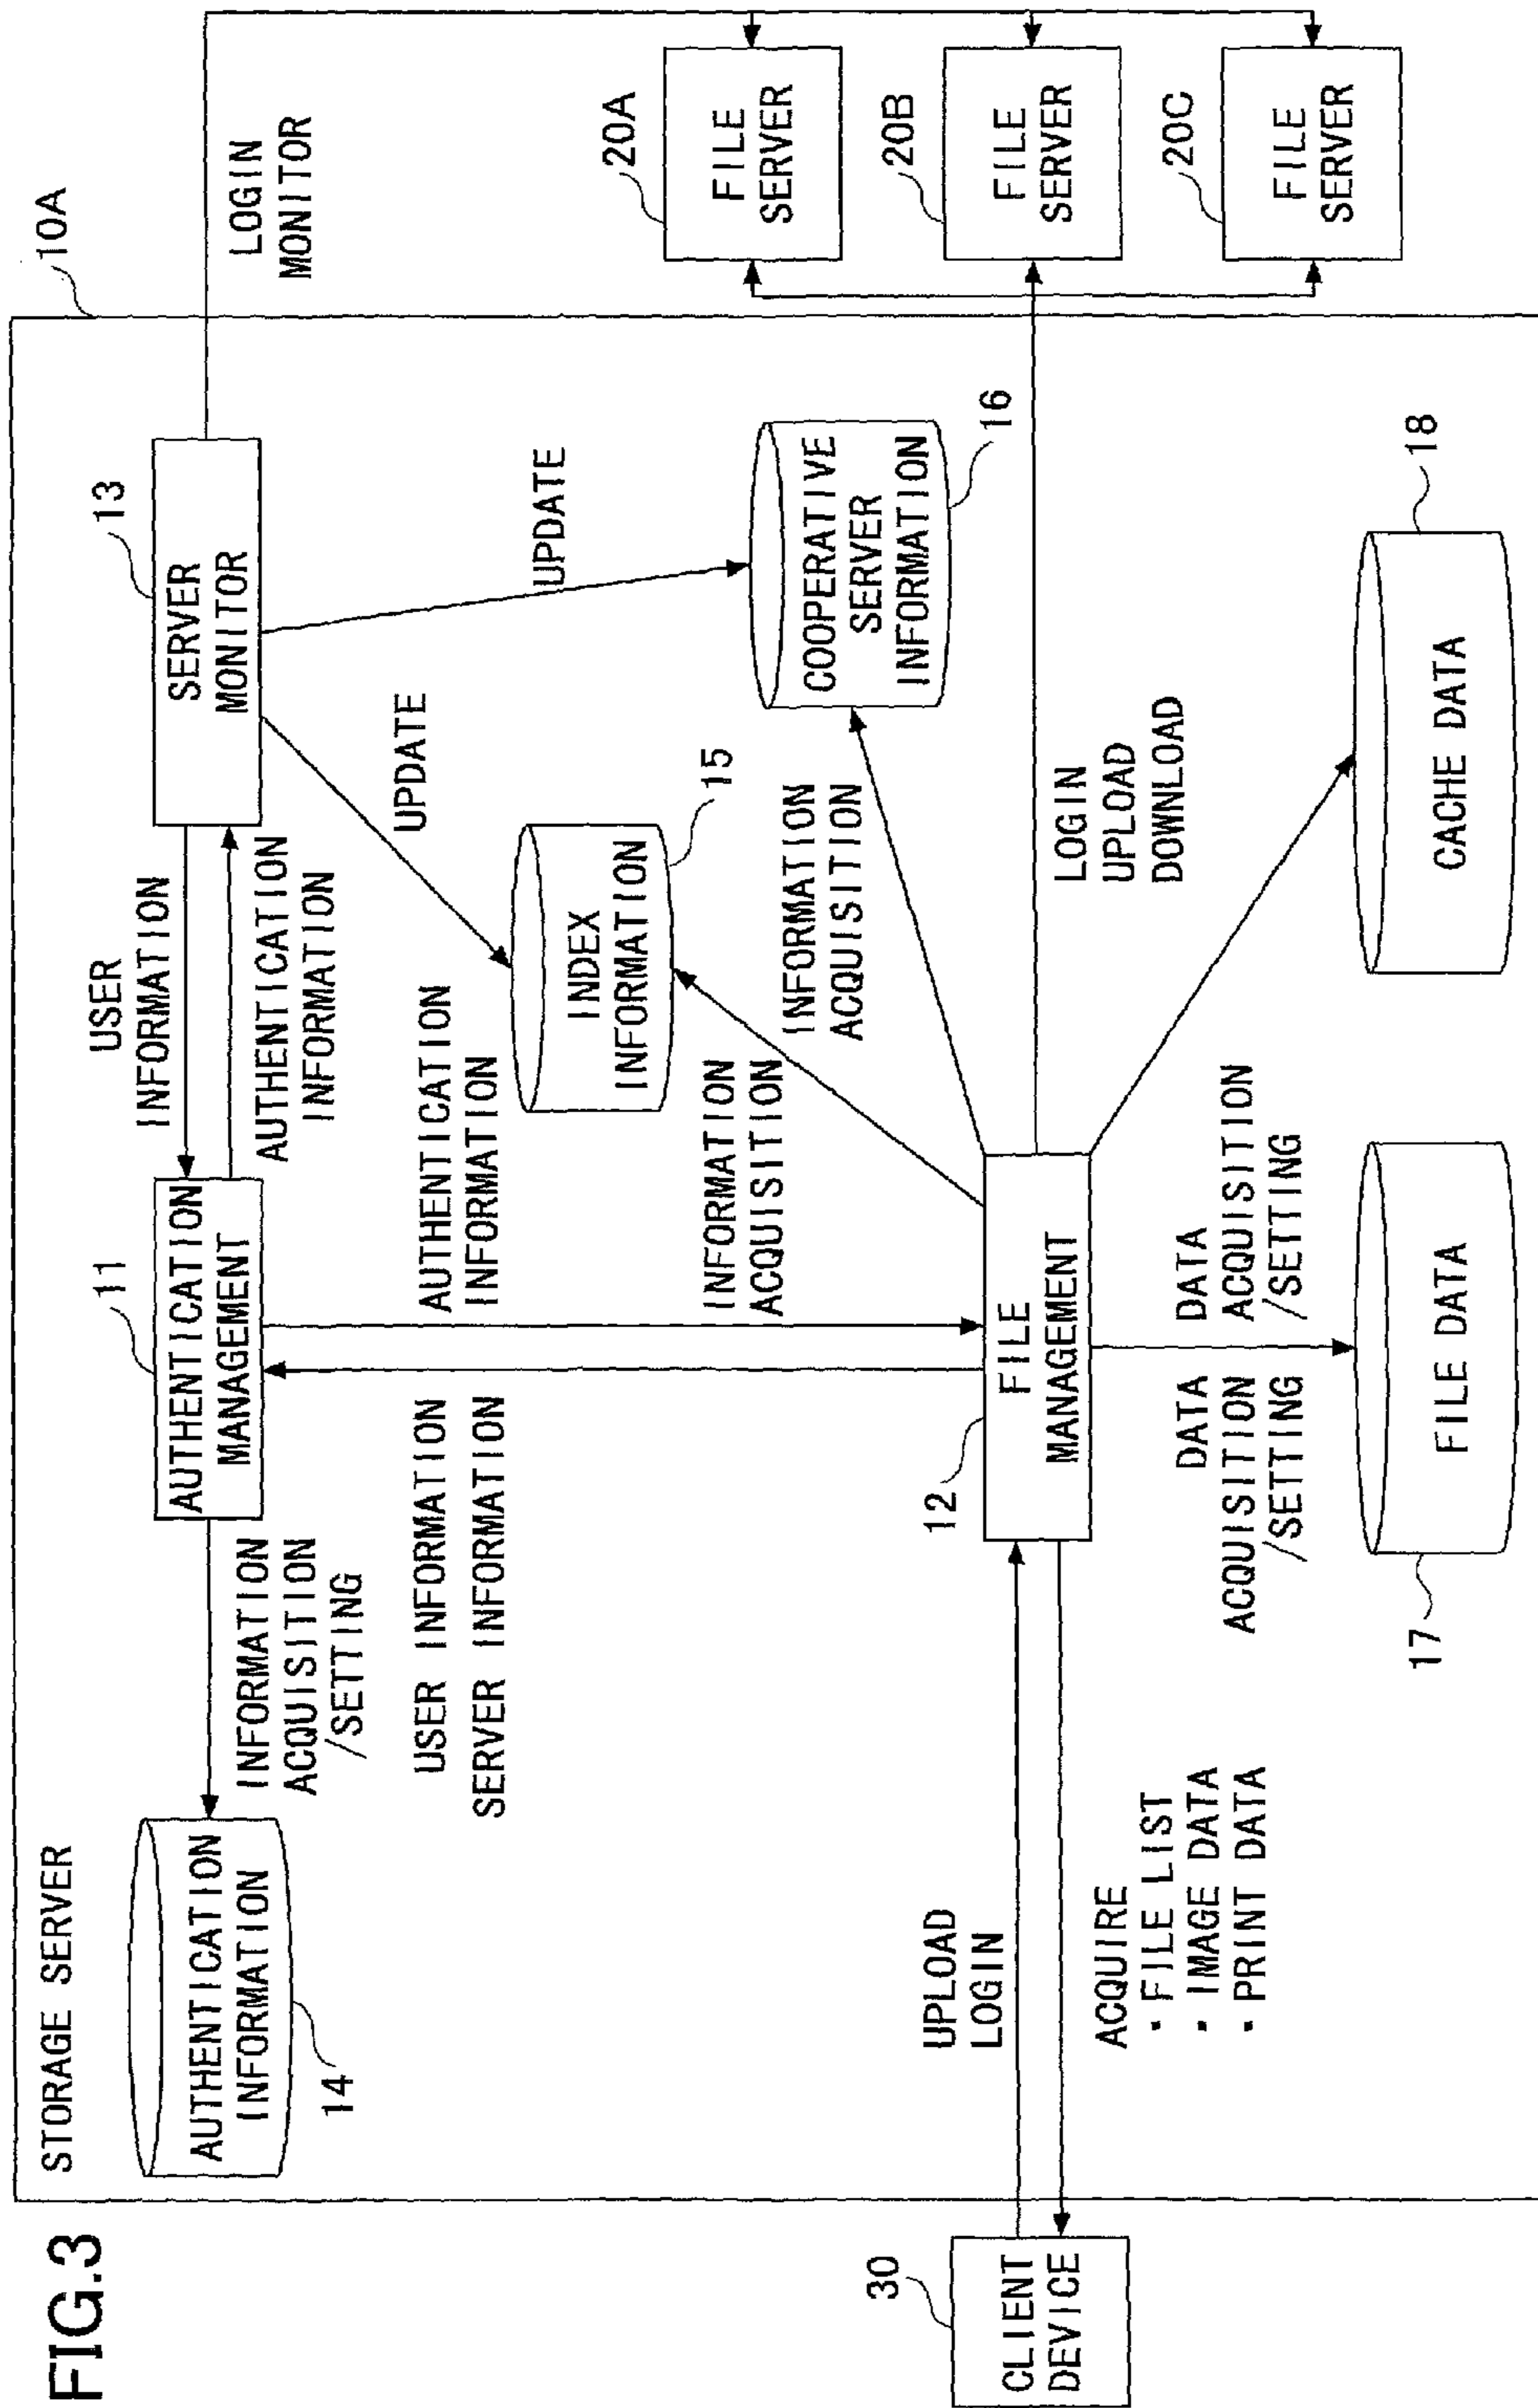 FIG.3
STORAGE SERVER
10A
AUTHENTICATION
INFORMATION
14
INFORMATION
ACQUISITION
/SETTING
11
AUTHENTICATION
MANAGEMENT
USER
INFORMATION
AUTHENTICATION
INFORMATION
13
SERVER
MONITOR
LOGIN
MONITOR
USER INFORMATION
SERVER INFORMATION
AUTHENTICATION
INFORMATION
UPDATE
UPDATE
INDEX
INFORMATION
15
COOPERATIVE
SERVER
INFORMATION
16
INFORMATION
ACQUISITION
INFORMATION
ACQUISITION
20A
FILE
SERVER
20B
FILE
SERVER
20C
FILE
SERVER
30
CLIENT
DEVICE
UPLOAD
LOGIN
ACQUIRE
・FILE LIST
・IMAGE DATA
・PRINT DATA
12
FILE
MANAGEMENT
LOGIN
UPLOAD
DOWNLOAD
DATA
ACQUISITION
/SETTING
DATA
ACQUISITION
/SETTING
17
FILE DATA
18
CACHE DATA